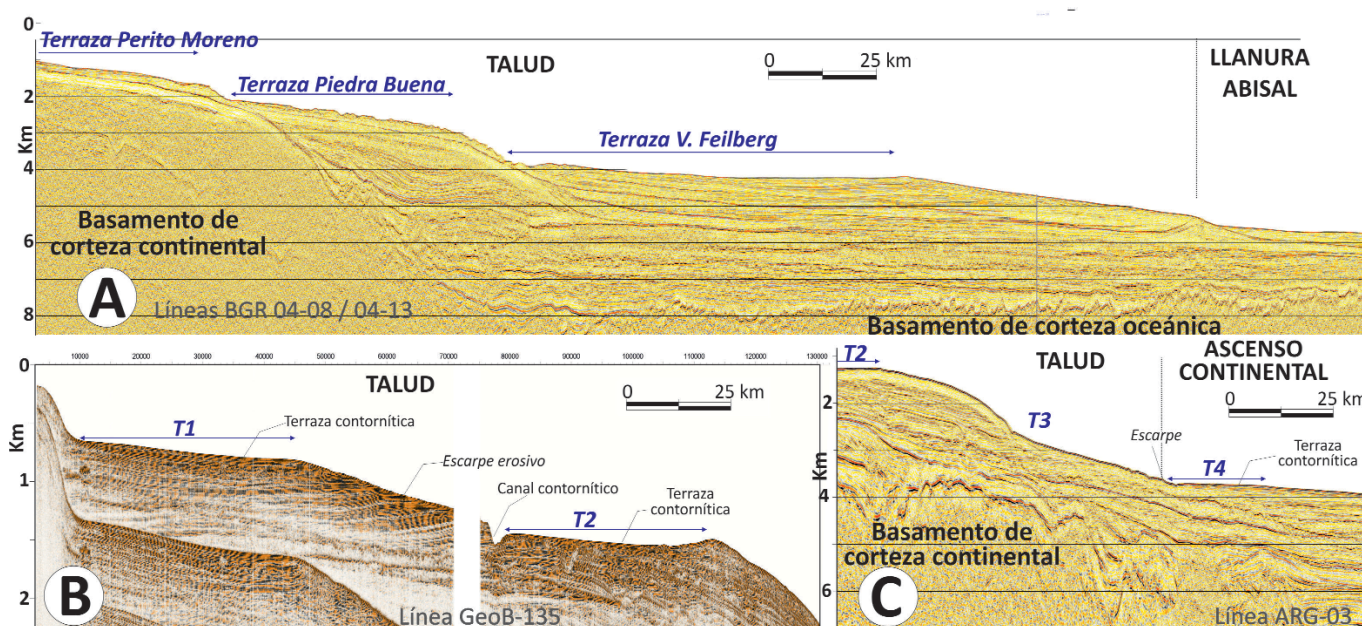 0
Terraza Perito Moreno
TALUD
0 25 km
LLANURA
ABISAL
Terraza Piedra Buena
2
Km
Terraza V. Feilberg
4
Basamento de
corteza continental
6
A
Líneas BGR 04-08 / 04-13
8
Basamento de corteza oceánica
10000 20000 30000 40000 50000 60000 70000 80000 90000 100000 110000 120000 130000
0
TALUD
0 25 km
Terraza contornítica
T1
Km
1
Escarpe erosivo
Canal contornítico
Terraza
contornítica
T2
2
B
Línea GeoB-135
T2
TALUD
ASCENSO
CONTINENTAL
0 25 km
2
T3
Escarpe
Terraza
contornítica
T4
Km
4
Basamento de
corteza continental
6
C
Línea ARG-03